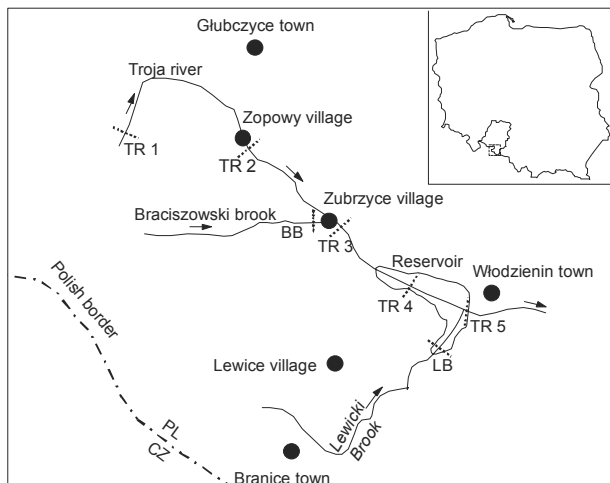 Głubczyce town
Troja river
Zopowy village
TR 1
TR 2
Zubrzyce village
Braciszowski brook
BB
TR 3
Reservoir
Włodzienin town
TR 4
TR 5
LB
Lewice village
Polish border
PL
CZ
Lewicki
Brook
Branice town